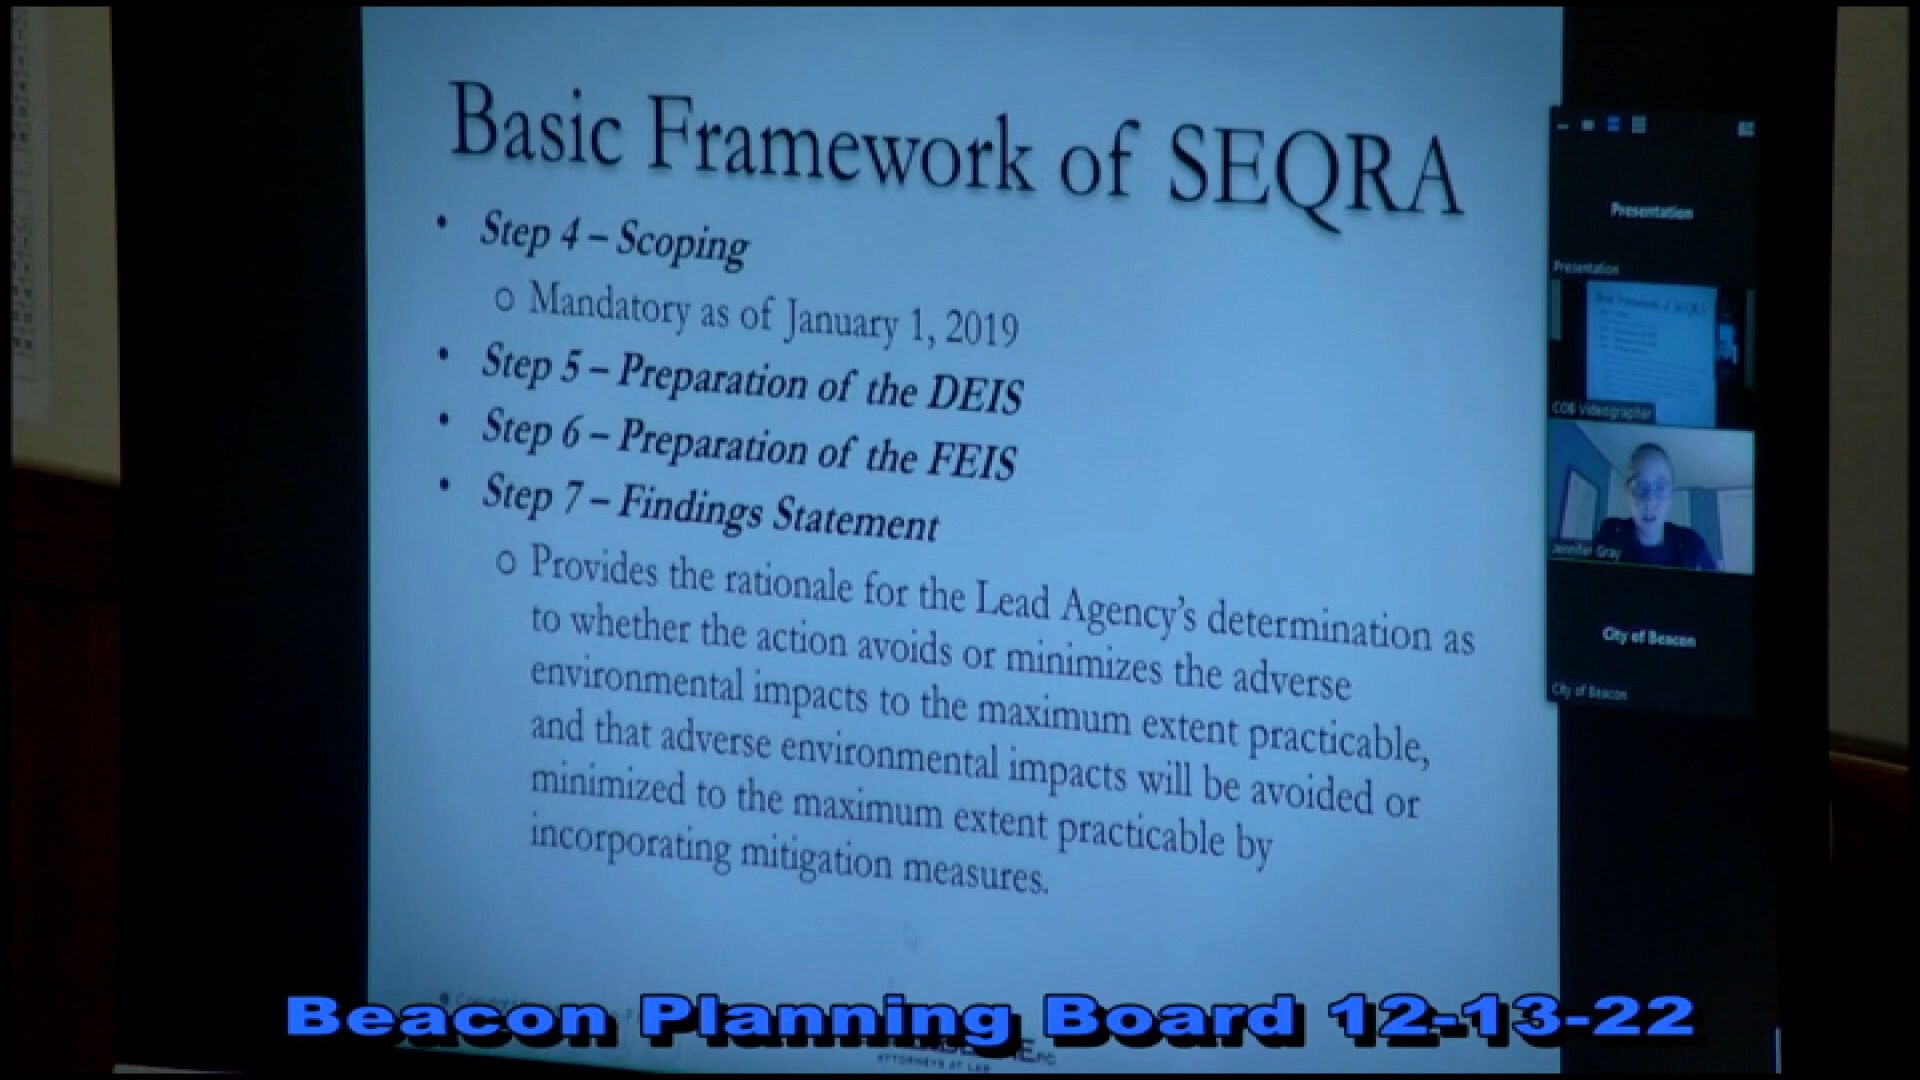 Basic Framework of SEQRA
• Step 4 – Scoping
o Mandatory as of January 1, 2019
• Step 5 – Preparation of the DEIS
• Step 6 – Preparation of the FEIS
• Step 7 – Findings Statement
o Provides the rationale for the Lead Agency's determination as
to whether the action avoids or minimizes the adverse
environmental impacts to the maximum extent practicable,
and that adverse environmental impacts will be avoided or
minimized to the maximum extent practicable by
incorporating mitigation measures.
Presentation
Presentation
Basic Framework of SEQRA
COB Videographer
Jennifer Gray
City of Beacon
City of Beacon
Beacon Planning Board 12-13-22
ATTORNEYS AT LAW